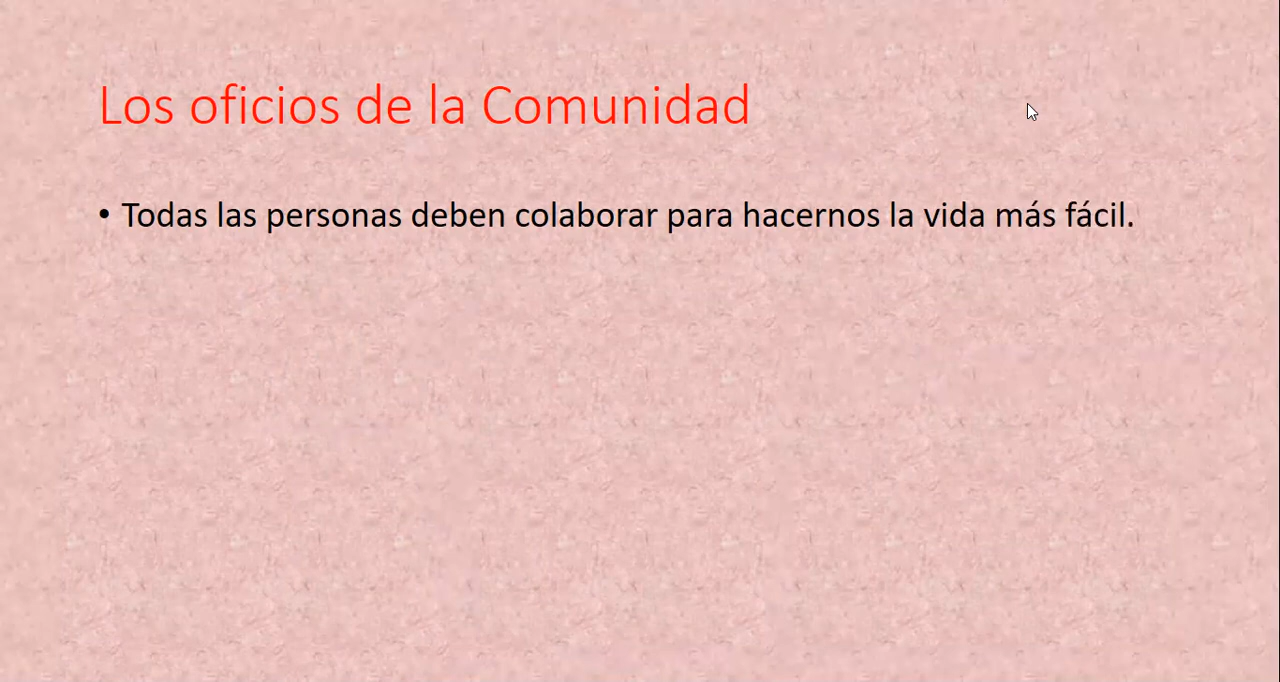 Los oficios de la Comunidad
• Todas las personas deben colaborar para hacernos la vida más fácil.